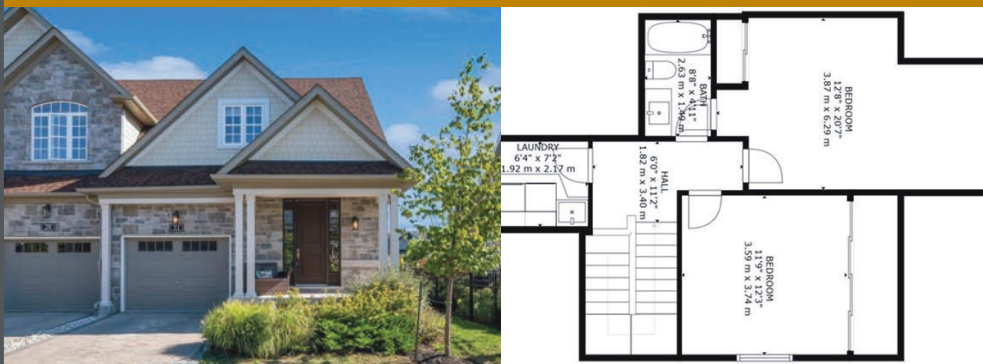 BATH
8'8" x 4'11"
2.63 m x 1.49 m
BEDROOM
12'8" x 20'7"
3.87 m x 6.29 m
LAUNDRY
6'4" x 7'2"
1.92 m x 2.17 m
HALL
6'0" x 11'2"
1.82 m x 3.40 m
BEDROOM
11'9" x 12'3"
3.59 m x 3.74 m